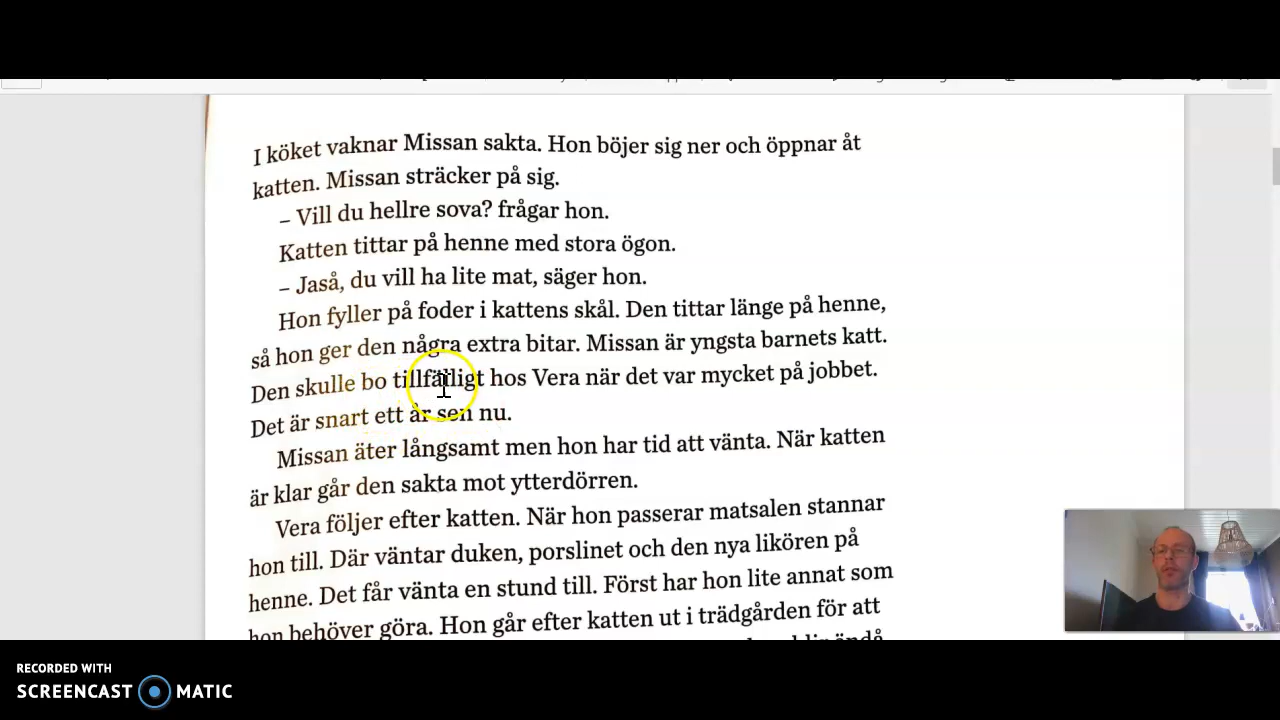 I köket vaknar Missan sakta. Hon böjer sig ner och öppnar åt
katten. Missan sträcker på sig.
– Vill du hellre sova? frågar hon.
Katten tittar på henne med stora ögon.
– Jaså, du vill ha lite mat, säger hon.
Hon fyller på foder i kattens skål. Den tittar länge på henne,
så hon ger den några extra bitar. Missan är yngsta barnets katt.
Den skulle bo tillfälligt hos Vera när det var mycket på jobbet.
Det är snart ett år sen nu.
Missan äter långsamt men hon har tid att vänta. När katten
är klar går den sakta mot ytterdörren.
Vera följer efter katten. När hon passerar matsalen stannar
hon till. Där väntar duken, porslinet och den nya likören på
henne. Det får vänta en stund till. Först har hon lite annat som
hon behöver göra. Hon går efter katten ut i trädgården för att
RECORDED WITH
SCREENCAST MATIC